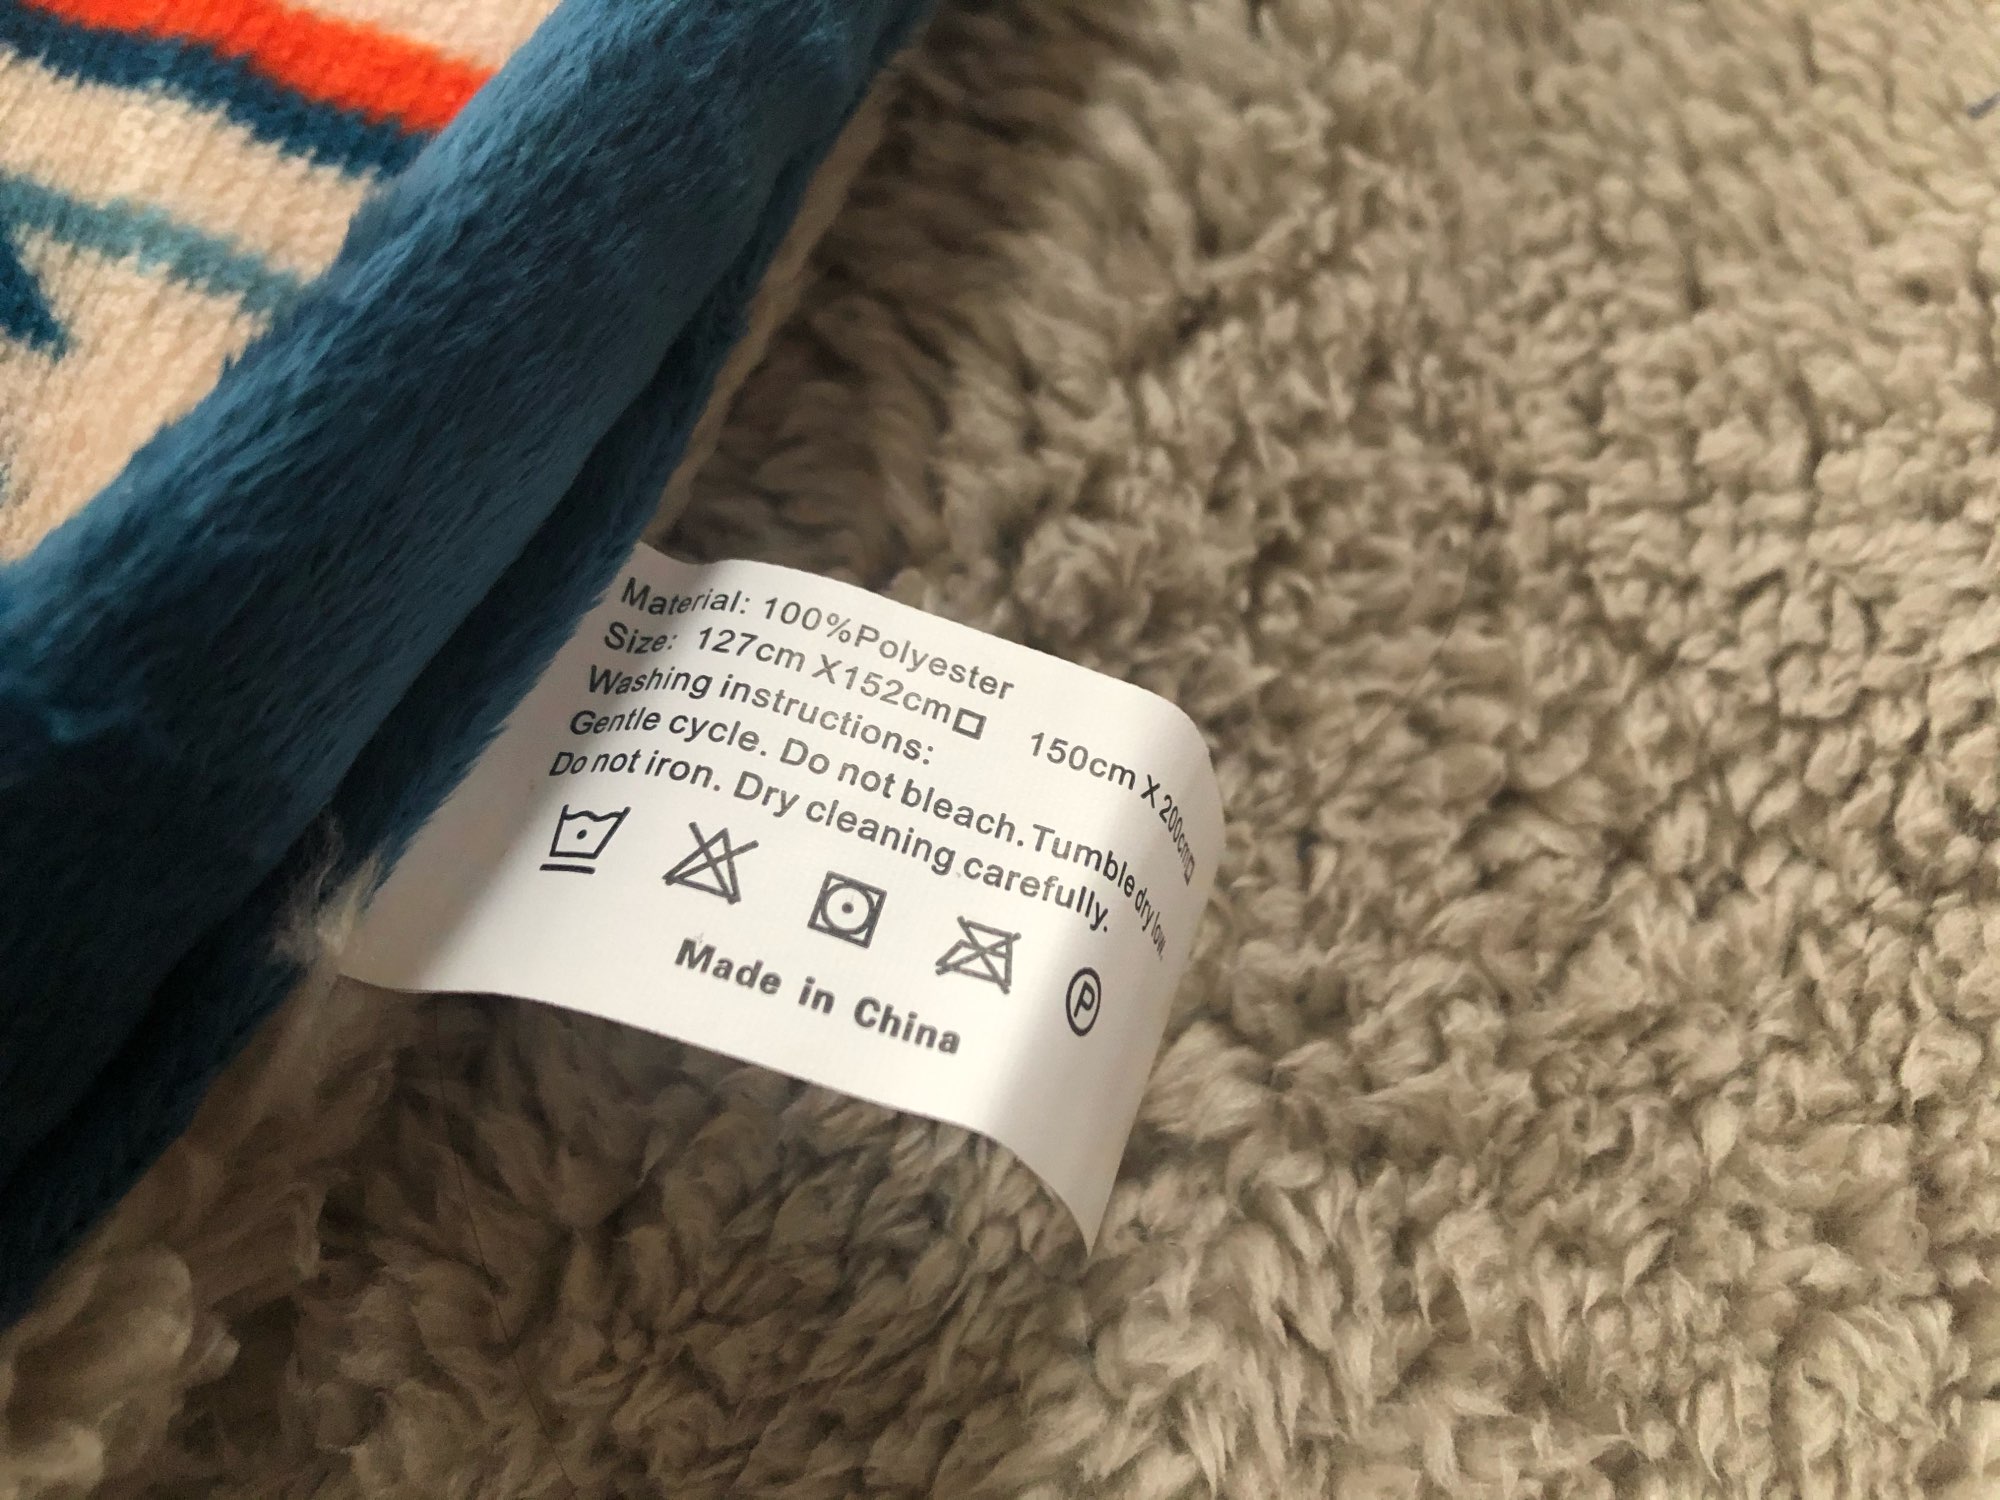 Material: 100%Polyester
Size: 127cm X152cm□ 150cm X200cm□
Washing instructions:
Gentle cycle. Do not bleach. Tumble dry low.
Do not iron. Dry cleaning carefully.
P
Made in China